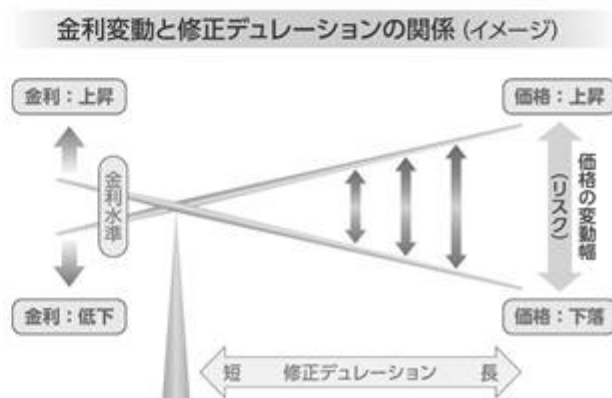 金利変動と修正デュレーションの関係(イメージ)
金利：上昇
価格：上昇
金利水準
価格の変動幅
(リスク)
金利：低下
価格：下落
短 修正デュレーション 長